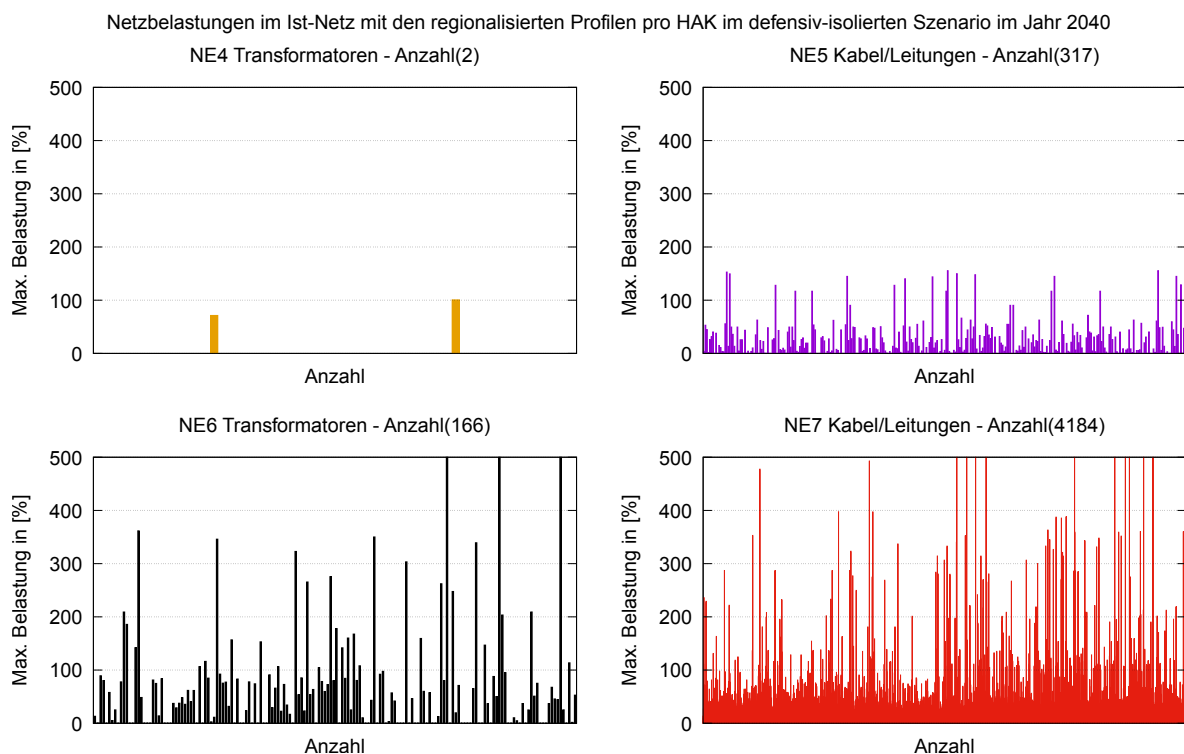 Netzbelastungen im Ist-Netz mit den regionalisierten Profilen pro HAK im defensiv-isolierten Szenario im Jahr 2040
NE4 Transformatoren - Anzahl(2)
Max. Belastung in [%]
500
400
300
200
100
0
Anzahl
NE5 Kabel/Leitungen - Anzahl(317)
Max. Belastung in [%]
500
400
300
200
100
0
Anzahl
NE6 Transformatoren - Anzahl(166)
Max. Belastung in [%]
500
400
300
200
100
0
Anzahl
NE7 Kabel/Leitungen - Anzahl(4184)
Max. Belastung in [%]
500
400
300
200
100
0
Anzahl